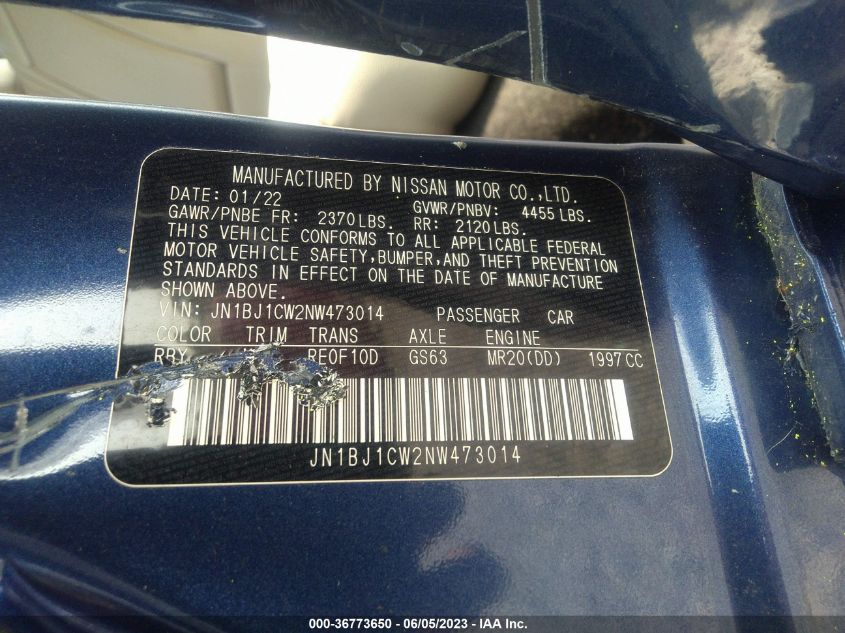 MANUFACTURED BY NISSAN MOTOR CO.,LTD.
DATE: 01/22 GVWR/PNBV: 4455 LBS.
GAWR/PNBE FR: 2370LBS. RR: 2120LBS.
THIS VEHICLE CONFORMS TO ALL APPLICABLE FEDERAL
MOTOR VEHICLE SAFETY,BUMPER,AND THEFT PREVENTION
STANDARDS IN EFFECT ON THE DATE OF MANUFACTURE
SHOWN ABOVE.
VIN: JN1BJ1CW2NW473014 PASSENGER CAR
COLOR TRIM TRANS AXLE ENGINE
RBY RE0F10D GS63 MR20(DD) 1997CC
JN1BJ1CW2NW473014
000-36773650 - 06/05/2023 - IAA Inc.